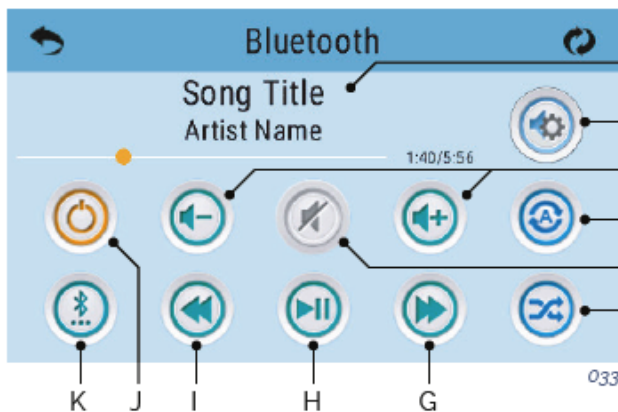 Bluetooth
Song Title
Artist Name
1:40/5:56
A
033
K J I H G